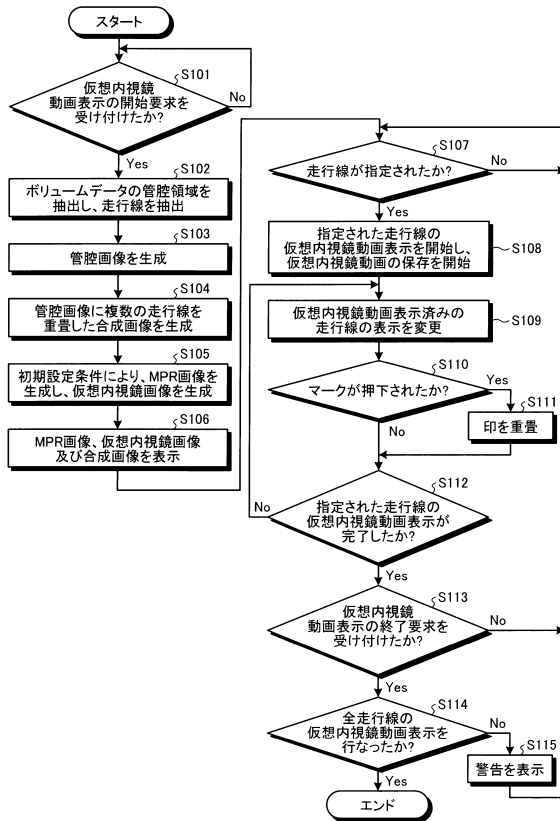 スタート
S101
仮想内視鏡
動画表示の開始要求を
受け付けたか?
No
Yes
S102
ボリュームデータの管腔領域を
抽出し、走行線を抽出
S103
管腔画像を生成
S104
管腔画像に複数の走行線を
重畳した合成画像を生成
S105
初期設定条件により、MPR画像を
生成し、仮想内視鏡画像を生成
S106
MPR画像、仮想内視鏡画像
及び合成画像を表示
S107
走行線が指定されたか?
No
Yes
指定された走行線の
仮想内視鏡動画表示を開始し、
仮想内視鏡動画の保存を開始
S108
仮想内視鏡動画表示済みの
走行線の表示を変更
S109
S110
マークが押下されたか?
Yes
S111
印を重畳
No
S112
指定された走行線の
仮想内視鏡動画表示が
完了したか?
No
Yes
S113
仮想内視鏡
動画表示の終了要求を
受け付けたか?
No
Yes
S114
全走行線の
仮想内視鏡動画表示を
行なったか?
No
S115
警告を表示
Yes
エンド